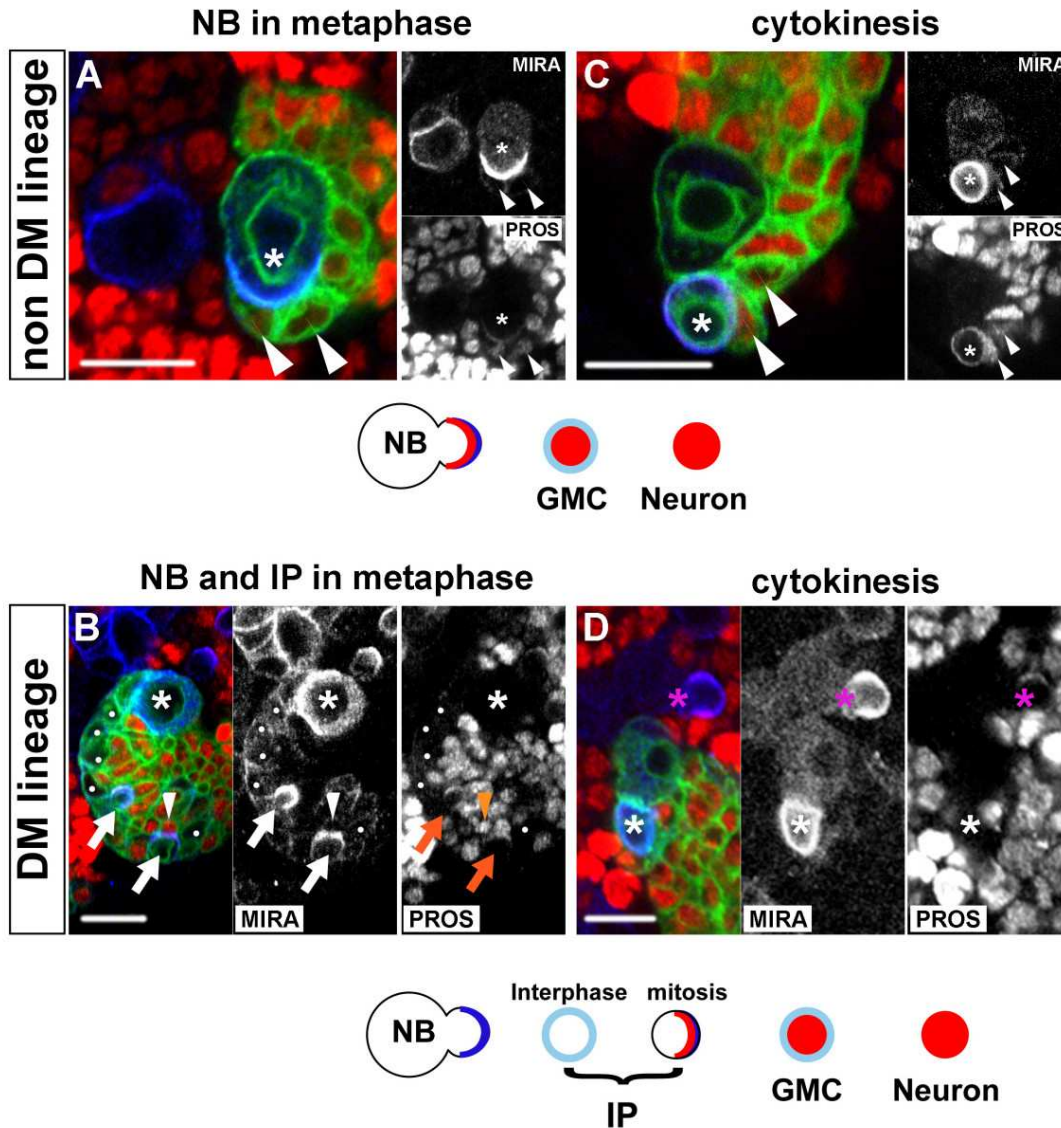 NB in metaphase
cytokinesis
non DM lineage
A
MIRA
PROS
C
MIRA
PROS
NB
GMC
Neuron
NB and IP in metaphase
cytokinesis
DM lineage
B
MIRA
PROS
D
MIRA
PROS
NB
Interphase
mitosis
IP
GMC
Neuron